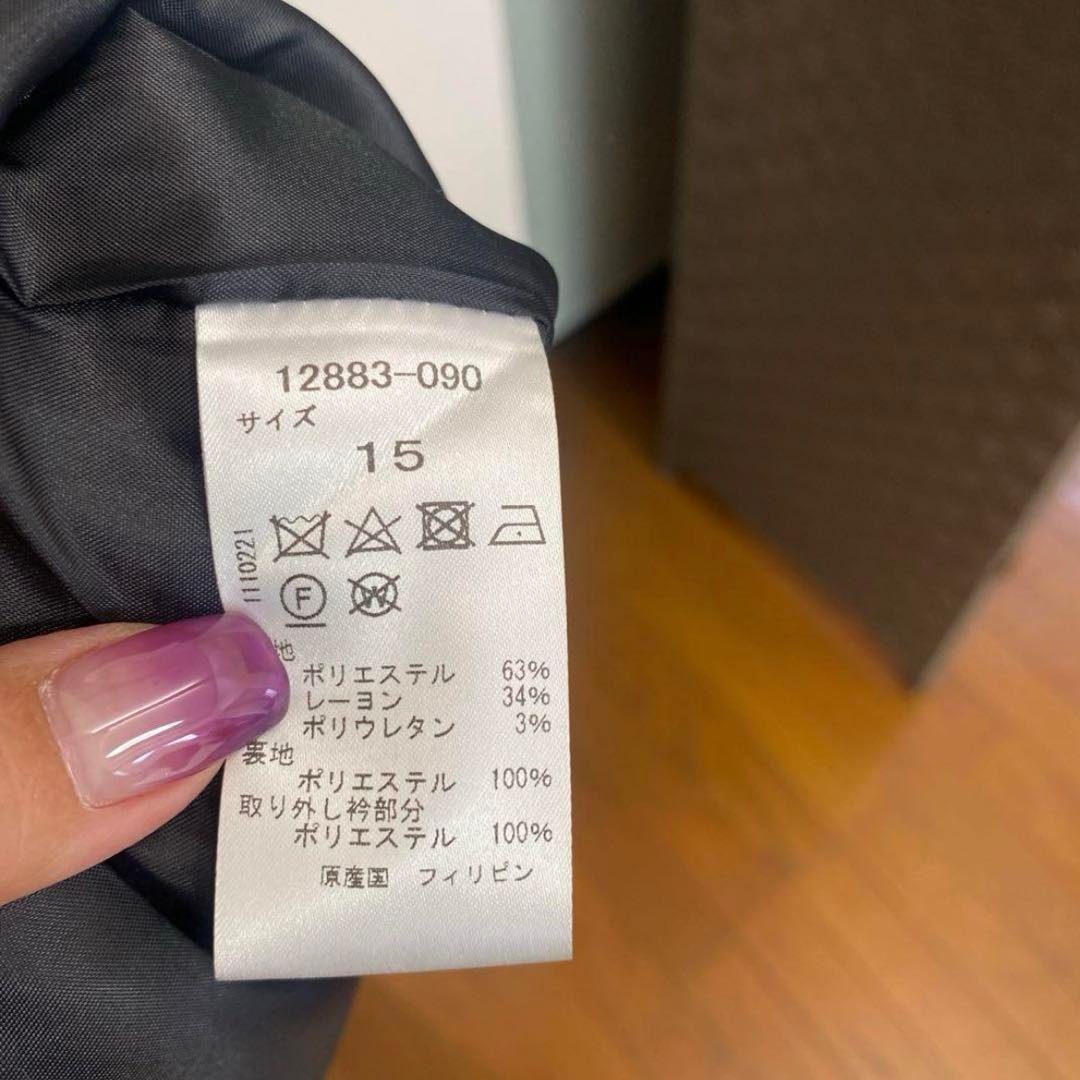 12883-090
サイズ
15
1110221
F
W
地
ポリエステル 63%
レーヨン 34%
ポリウレタン 3%
裏地
ポリエステル 100%
取り外し衿部分
ポリエステル 100%
原産国 フィリピン